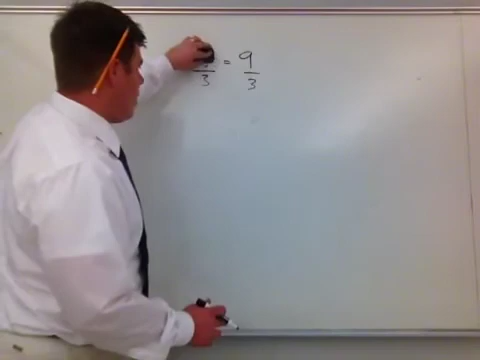 — = 9
3   3